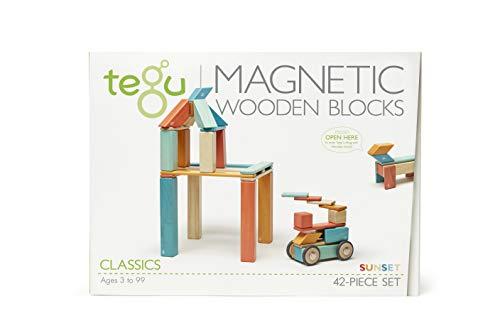 tegu
MAGNETIC
WOODEN BLOCKS
OPEN HERE
CLASSICS
Ages 3 to 99
SUNSET
42-PIECE SET